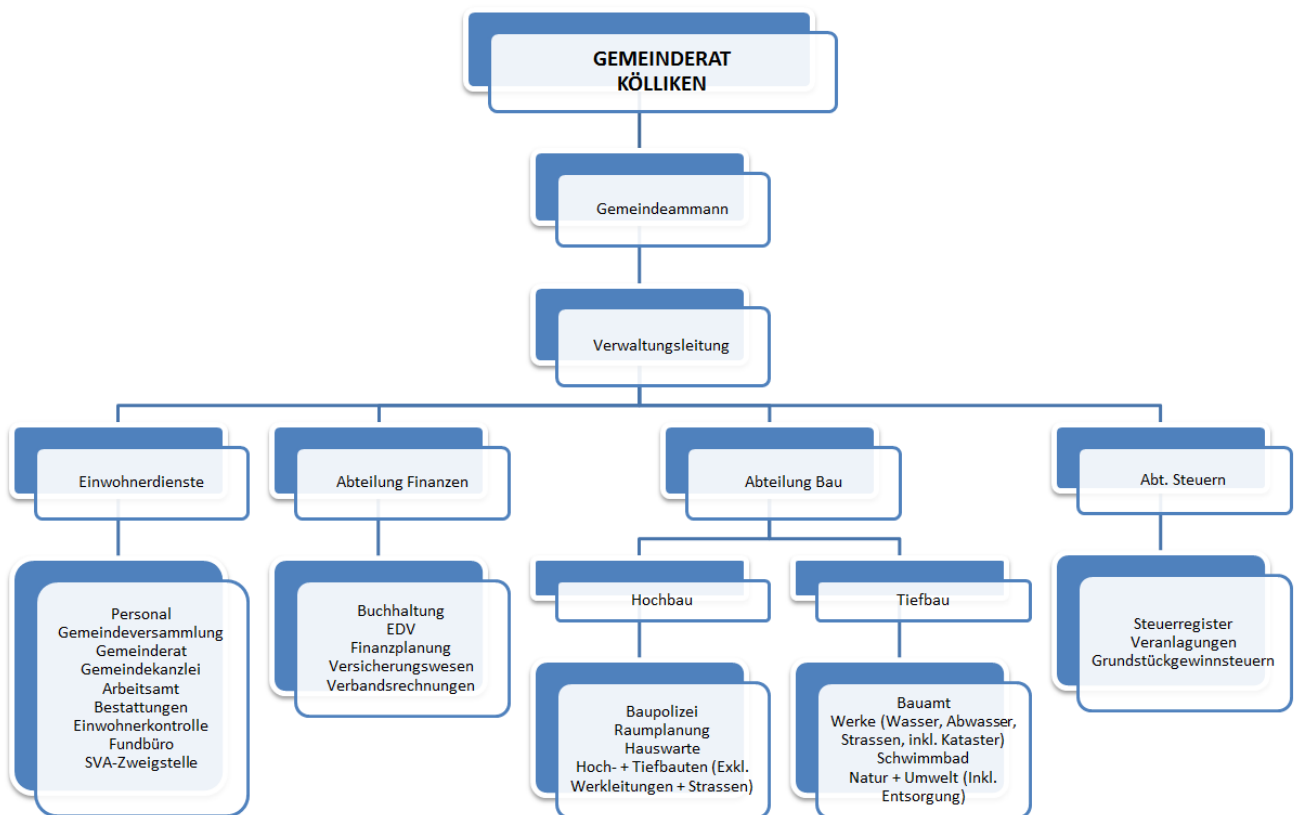 GEMEINDERAT
KÖLLIKEN
Gemeindeammann
Verwaltungsleitung
Einwohnerdienste
Abteilung Finanzen
Abteilung Bau
Abt. Steuern
Personal
Gemeindeversammlung
Gemeinderat
Gemeindekanzlei
Arbeitsamt
Bestattungen
Einwohnerkontrolle
Fundbüro
SVA-Zweigstelle
Buchhaltung
EDV
Finanzplanung
Versicherungswesen
Verbandsrechnungen
Hochbau
Tiefbau
Baupolizei
Raumplanung
Hauswarte
Hoch- + Tiefbauten (Exkl.
Werkleitungen + Strassen)
Bauamt
Werke (Wasser, Abwasser,
Strassen, inkl. Kataster)
Schwimmbad
Natur + Umwelt (Inkl.
Entsorgung)
Steuerregister
Veranlagungen
Grundstückgewinnsteuern